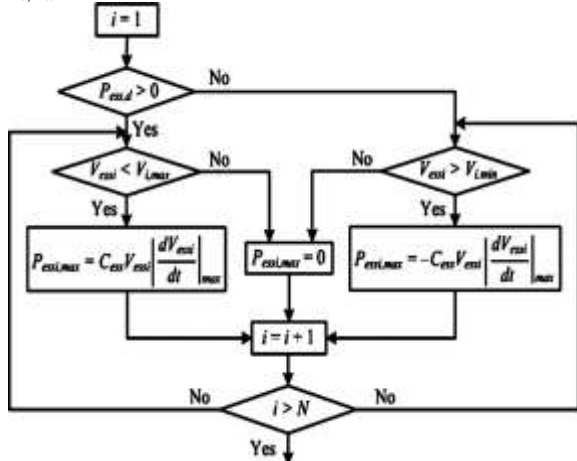 i = 1
No
P_ess,d > 0
Yes
V_essi < V_i,max
No
No
V_essi > V_i,min
Yes
Yes
P_essi,max = C_ess V_essi |dV_essi/dt|_max
P_essi,max = 0
P_essi,max = -C_ess V_essi |dV_essi/dt|_max
i = i + 1
No
i > N
No
Yes